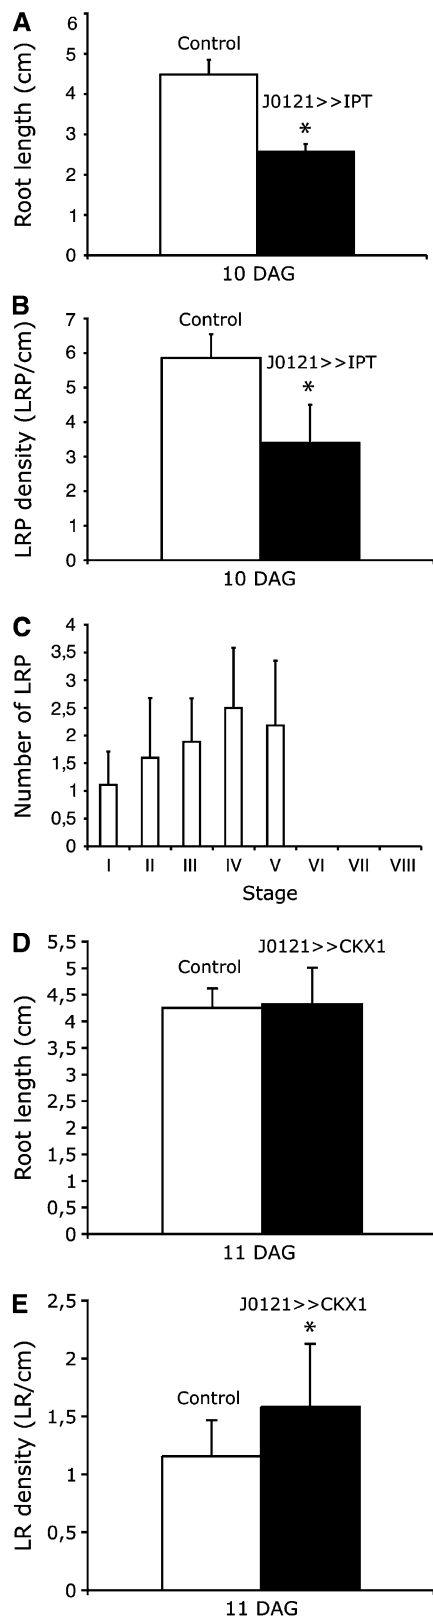 A
Root length (cm)
6
5
4
3
2
1
0
Control
J0121>>IPT
*
10 DAG
B
LRP density (LRP/cm)
7
6
5
4
3
2
1
0
Control
J0121>>IPT
*
10 DAG
C
Number of LRP
4
3,5
3
2,5
2
1,5
1
0,5
0
I II III IV V VI VII VIII
Stage
D
Root length (cm)
5,5
5
4,5
4
3,5
3
2,5
2
1,5
1
0,5
0
Control
J0121>>CKX1
11 DAG
E
LR density (LR/cm)
2,5
2
1,5
1
0,5
0
Control
J0121>>CKX1
*
11 DAG